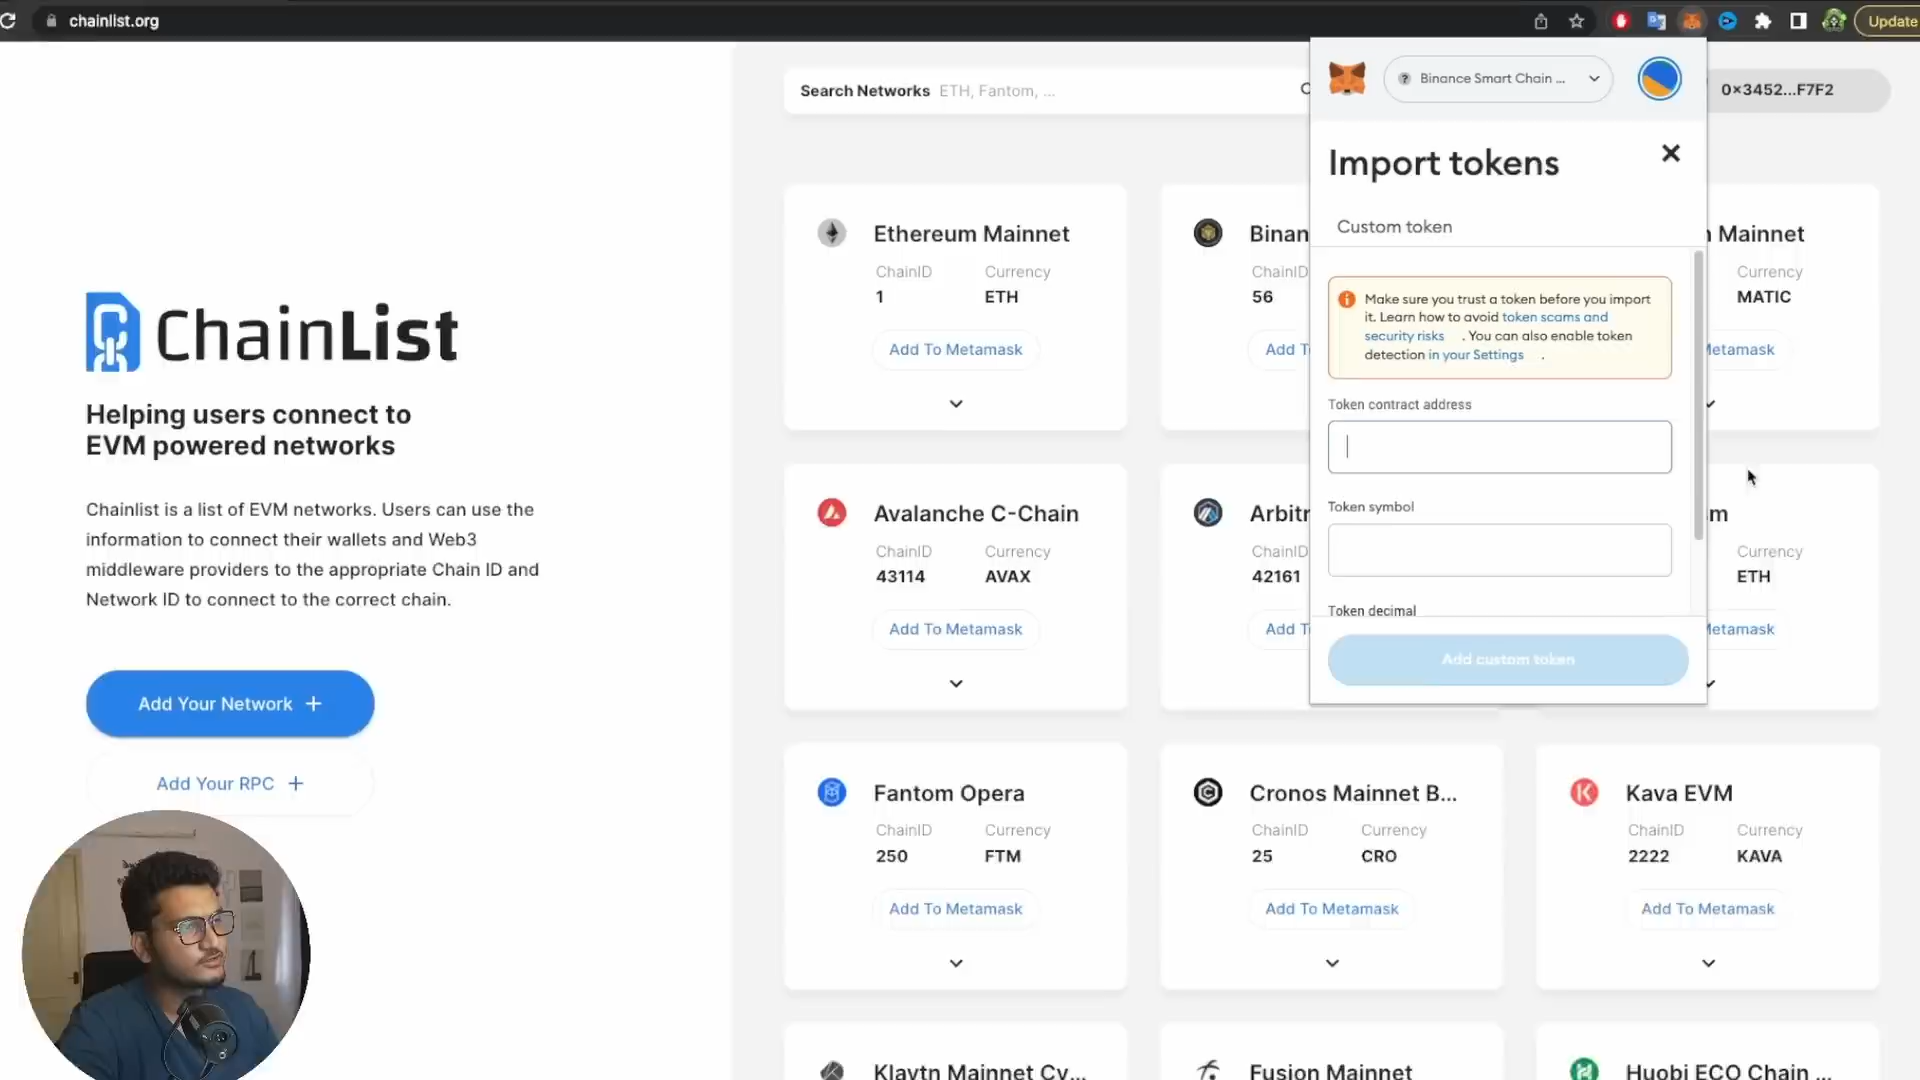 chainlist.org
Update
Search Networks ETH, Fantom, ...
Binance Smart Chain ...
0×3452...F7F2
Import tokens
Custom token
Make sure you trust a token before you import
it. Learn how to avoid token scams and
security risks . You can also enable token
detection in your Settings .
Token contract address
Token symbol
Token decimal
Add custom token
ChainList
Helping users connect to
EVM powered networks
Chainlist is a list of EVM networks. Users can use the
information to connect their wallets and Web3
middleware providers to the appropriate Chain ID and
Network ID to connect to the correct chain.
Add Your Network +
Add Your RPC +
Ethereum Mainnet
ChainID Currency
1 ETH
Add To Metamask
Binan
ChainID
56
Add T
n Mainnet
Currency
MATIC
Metamask
Avalanche C-Chain
ChainID Currency
43114 AVAX
Add To Metamask
Arbitr
ChainID
42161
Add T
m
Currency
ETH
Metamask
Fantom Opera
ChainID Currency
250 FTM
Add To Metamask
Cronos Mainnet B...
ChainID Currency
25 CRO
Add To Metamask
Kava EVM
ChainID Currency
2222 KAVA
Add To Metamask
Klaytn Mainnet Cy...
Fusion Mainnet
Huobi ECO Chain ...